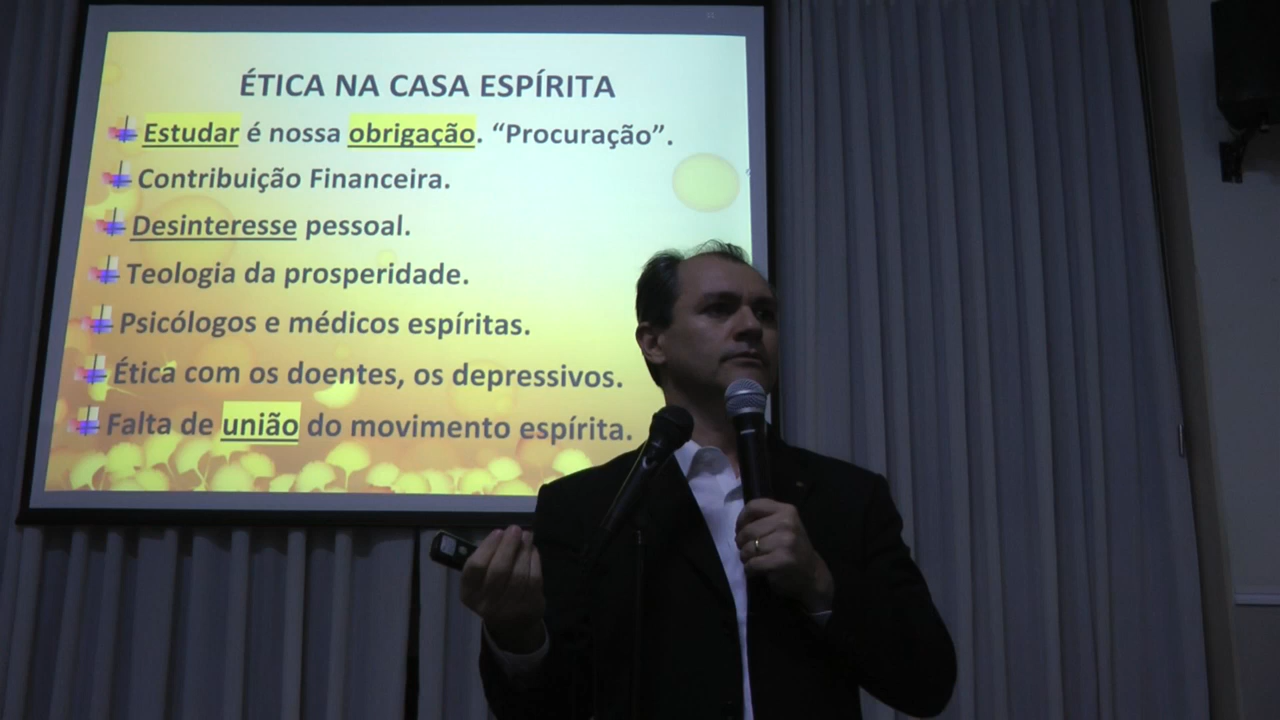 ÉTICA NA CASA ESPÍRITA
Estudar é nossa obrigação. “Procuração”.
Contribuição Financeira.
Desinteresse pessoal.
Teologia da prosperidade.
Psicólogos e médicos espíritas.
Ética com os doentes, os depressivos.
Falta de união do movimento espírita.